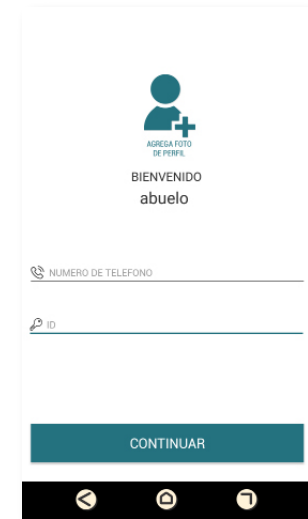 AGREGA FOTO
DE PERFIL
BIENVENIDO
abuelo
NUMERO DE TELEFONO
ID
CONTINUAR